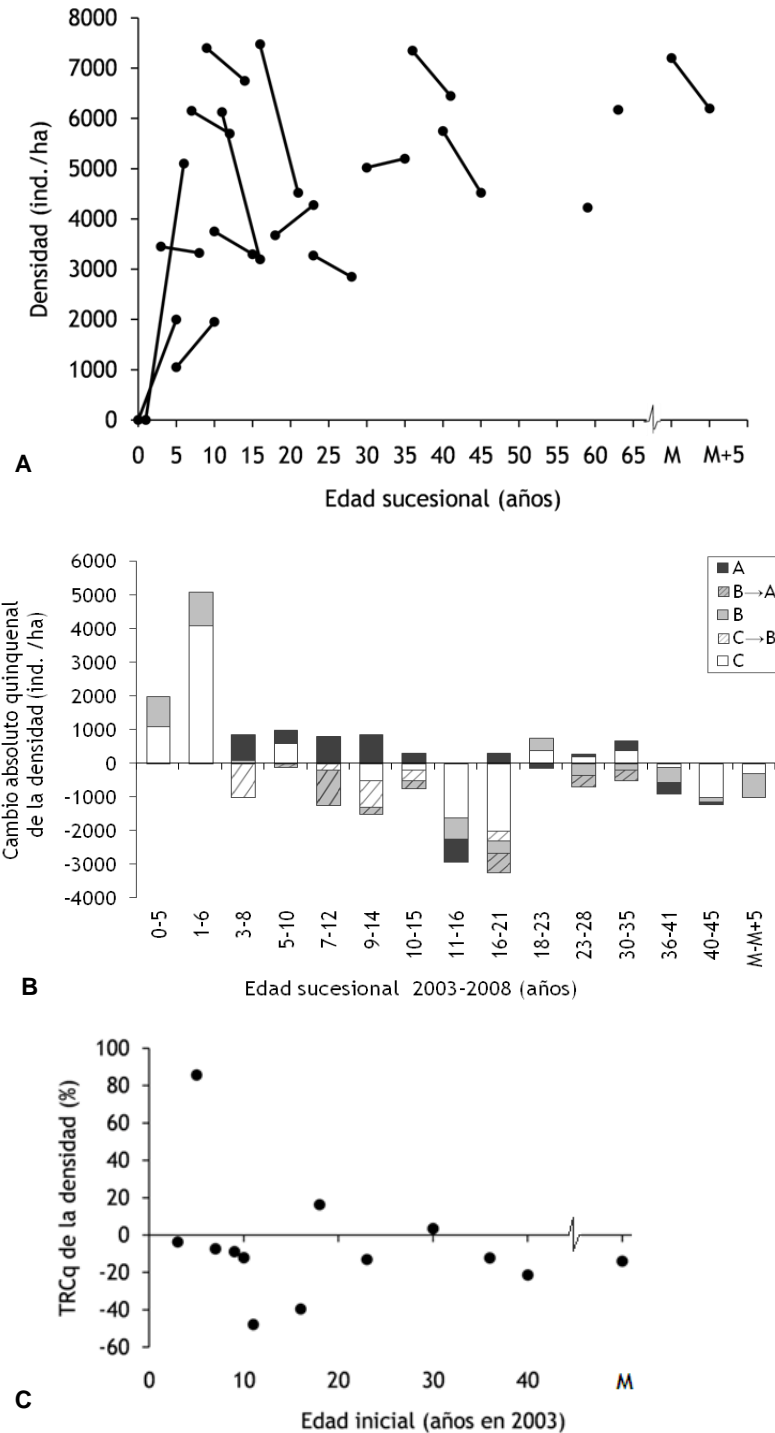 8000
7000
6000
5000
4000
3000
2000
1000
0
Densidad (ind./ha)
0 5 10 15 20 25 30 35 40 45 50 55 60 65 M M+5
A
Edad sucesional (años)
6000
5000
4000
3000
2000
1000
0
-1000
-2000
-3000
-4000
Cambio absoluto quinquenal
de la densidad (ind. /ha)
A
B→A
B
C→B
C
0-5 1-6 3-8 5-10 7-12 9-14 10-15 11-16 16-21 18-23 23-28 30-35 36-41 40-45 M-M+5
B
Edad sucesional 2003-2008 (años)
100
80
60
40
20
0
-20
-40
-60
TRCq de la densidad (%)
0 10 20 30 40 M
C
Edad inicial (años en 2003)